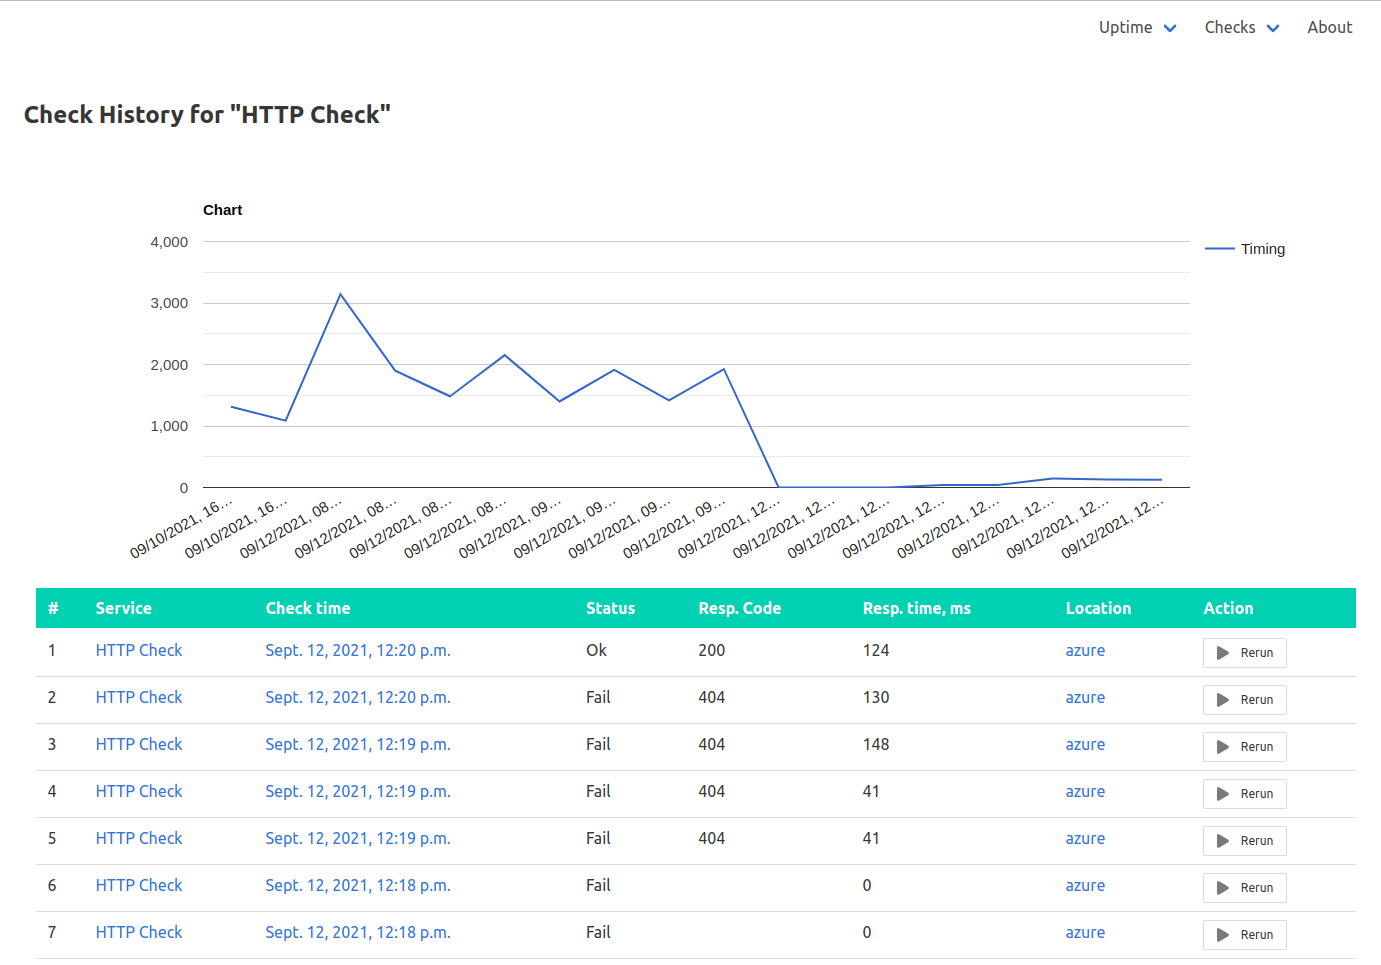 Uptime Checks About
Check History for "HTTP Check"
Chart
4,000
3,000
2,000
1,000
0
Timing
09/10/2021, 16…
09/10/2021, 16…
09/12/2021, 08…
09/12/2021, 08…
09/12/2021, 08…
09/12/2021, 08…
09/12/2021, 09…
09/12/2021, 09…
09/12/2021, 09…
09/12/2021, 09…
09/12/2021, 12…
09/12/2021, 12…
09/12/2021, 12…
09/12/2021, 12…
09/12/2021, 12…
09/12/2021, 12…
09/12/2021, 12…
09/12/2021, 12…
# Service Check time Status Resp. Code Resp. time, ms Location Action
1 HTTP Check Sept. 12, 2021, 12:20 p.m. Ok 200 124 azure Rerun
2 HTTP Check Sept. 12, 2021, 12:20 p.m. Fail 404 130 azure Rerun
3 HTTP Check Sept. 12, 2021, 12:19 p.m. Fail 404 148 azure Rerun
4 HTTP Check Sept. 12, 2021, 12:19 p.m. Fail 404 41 azure Rerun
5 HTTP Check Sept. 12, 2021, 12:19 p.m. Fail 404 41 azure Rerun
6 HTTP Check Sept. 12, 2021, 12:18 p.m. Fail 0 azure Rerun
7 HTTP Check Sept. 12, 2021, 12:18 p.m. Fail 0 azure Rerun